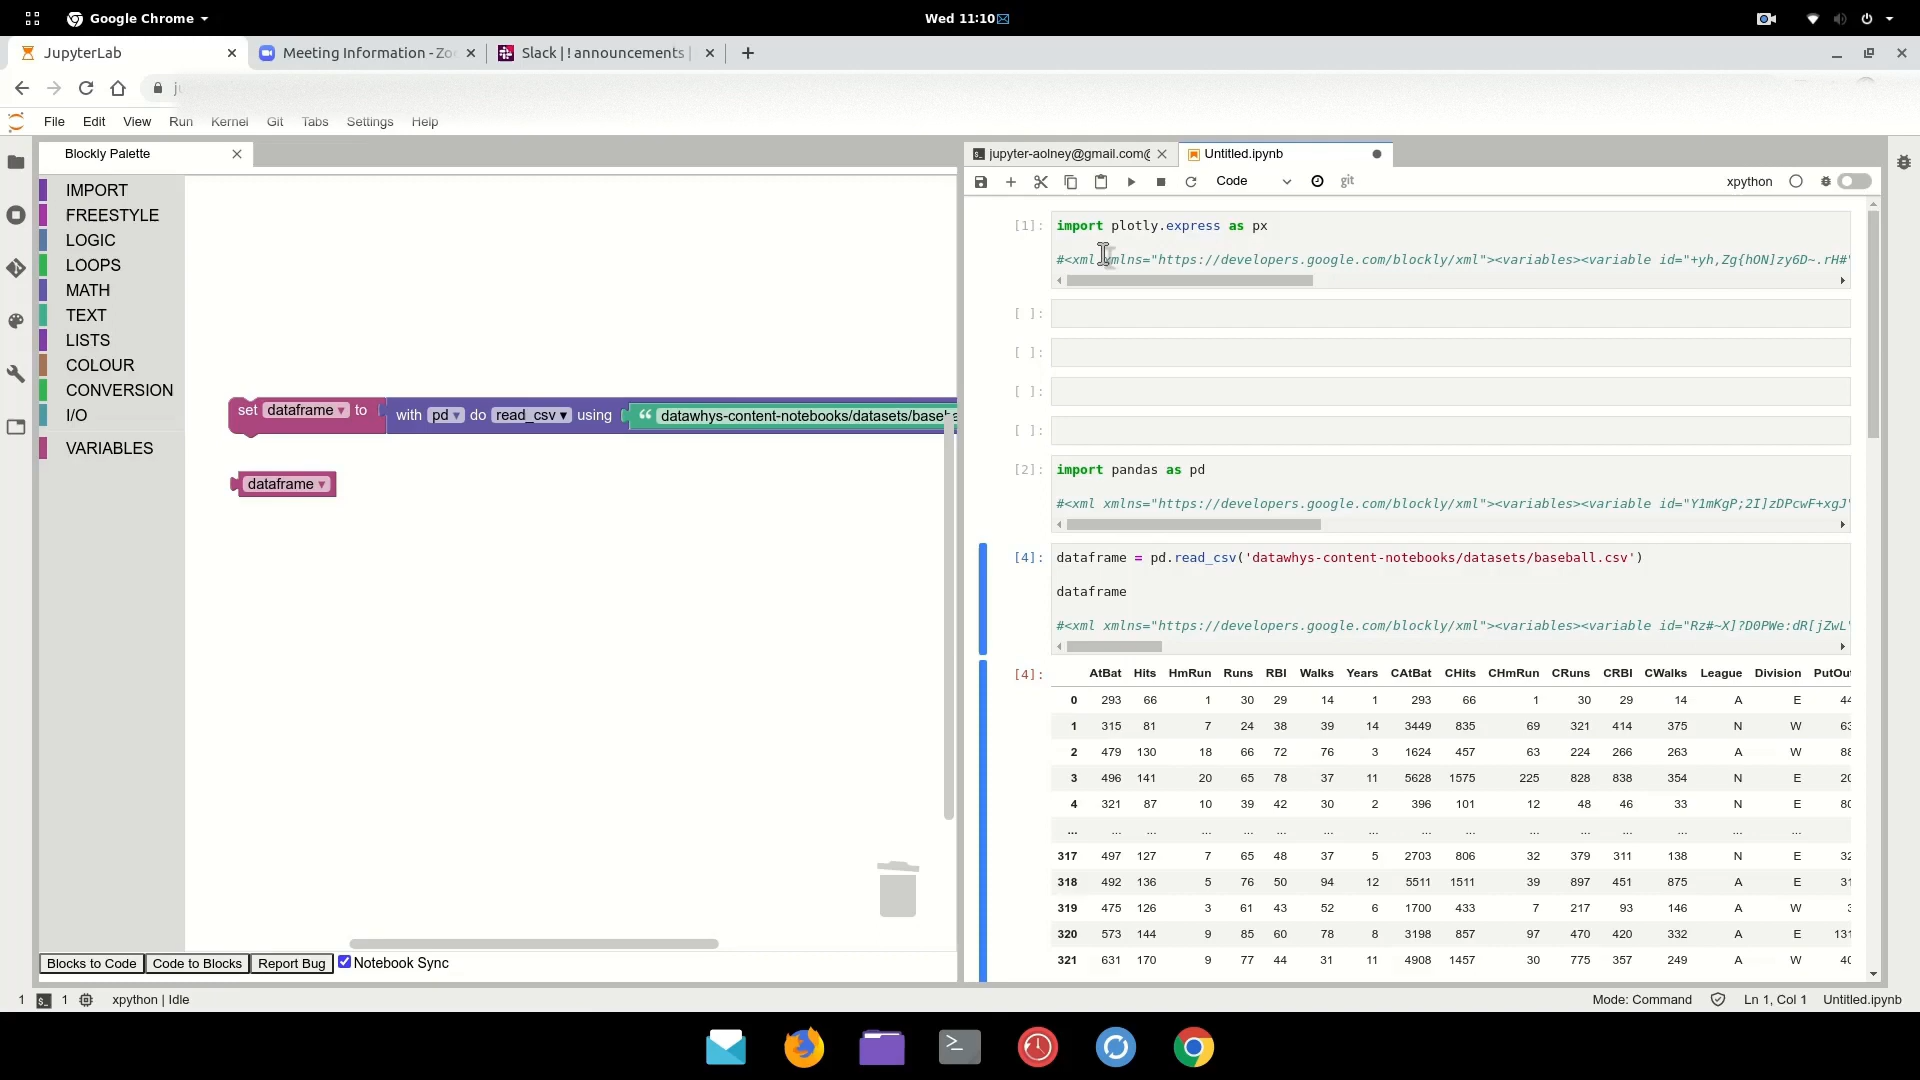 Google Chrome
Wed 11:10
JupyterLab
Meeting Information - Zo
Slack | ! announcements |
File Edit View Run Kernel Git Tabs Settings Help
Blockly Palette
IMPORT
FREESTYLE
LOGIC
LOOPS
MATH
TEXT
LISTS
COLOUR
CONVERSION
I/O
VARIABLES
set dataframe to with pd do read_csv using “ datawhys-content-notebooks/datasets/baseba
dataframe
Blocks to Code Code to Blocks Report Bug Notebook Sync
jupyter-aolney@gmail.com@
Untitled.ipynb
Code git xpython
[1]: import plotly.express as px
#<xml xmlns="https://developers.google.com/blockly/xml"><variables><variable id="+yh,Zg{hON]zy6D~.rH#"
[ ]:
[ ]:
[ ]:
[ ]:
[2]: import pandas as pd
#<xml xmlns="https://developers.google.com/blockly/xml"><variables><variable id="Y1mKgP;2I]zDPcwF+xgJ"
[4]: dataframe = pd.read_csv('datawhys-content-notebooks/datasets/baseball.csv')
dataframe
#<xml xmlns="https://developers.google.com/blockly/xml"><variables><variable id="Rz#~X]?D0PWe:dR[jZwL"
[4]: AtBat Hits HmRun Runs RBI Walks Years CAtBat CHits CHmRun CRuns CRBI CWalks League Division PutOu
0 293 66 1 30 29 14 1 293 66 1 30 29 14 A E 44
1 315 81 7 24 38 39 14 3449 835 69 321 414 375 N W 63
2 479 130 18 66 72 76 3 1624 457 63 224 266 263 A W 88
3 496 141 20 65 78 37 11 5628 1575 225 828 838 354 N E 20
4 321 87 10 39 42 30 2 396 101 12 48 46 33 N E 80
... ... ... ... ... ... ... ... ... ... ... ... ... ... ... ...
317 497 127 7 65 48 37 5 2703 806 32 379 311 138 N E 32
318 492 136 5 76 50 94 12 5511 1511 39 897 451 875 A E 31
319 475 126 3 61 43 52 6 1700 433 7 217 93 146 A W 3
320 573 144 9 85 60 78 8 3198 857 97 470 420 332 A E 131
321 631 170 9 77 44 31 11 4908 1457 30 775 357 249 A W 40
1 1 xpython | Idle
Mode: Command Ln 1, Col 1 Untitled.ipynb